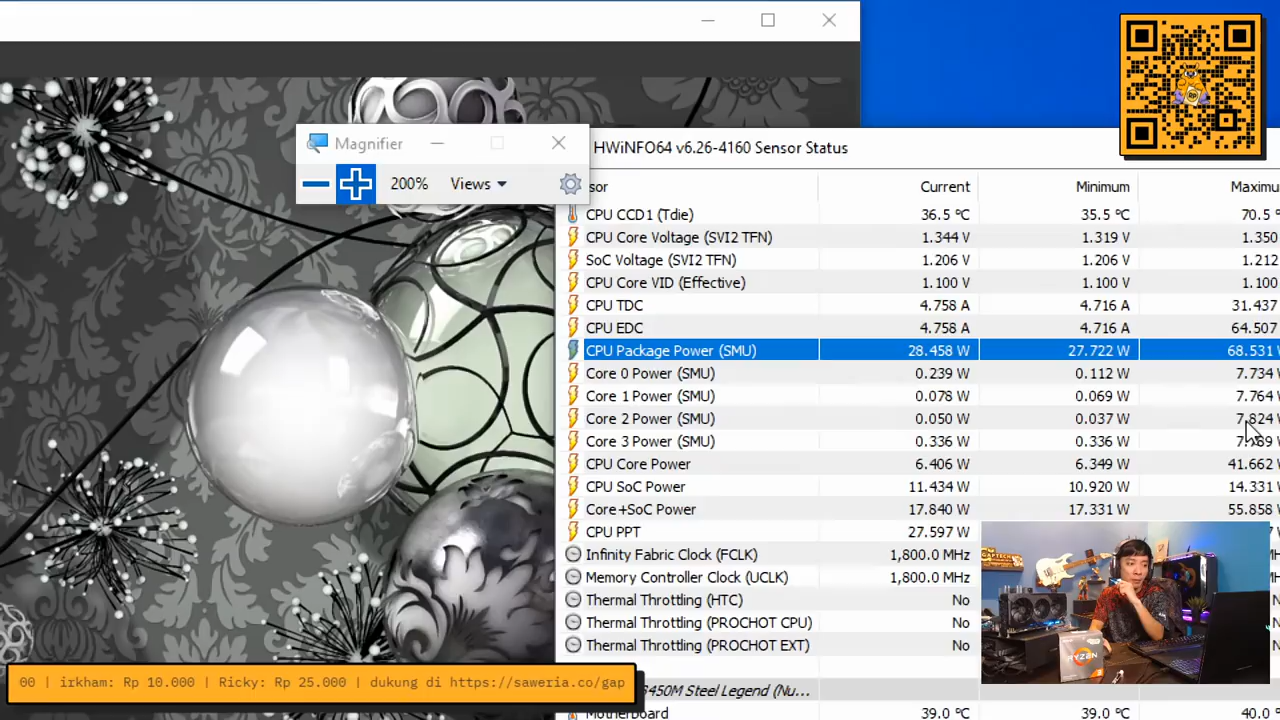 Magnifier
200% Views
HWiNFO64 v6.26-4160 Sensor Status
sor Current Minimum Maximu
CPU CCD1 (Tdie) 36.5 °C 35.5 °C 70.5 °
CPU Core Voltage (SVI2 TFN) 1.344 V 1.319 V 1.350
SoC Voltage (SVI2 TFN) 1.206 V 1.206 V 1.212
CPU Core VID (Effective) 1.100 V 1.100 V 1.100
CPU TDC 4.758 A 4.716 A 31.437
CPU EDC 4.758 A 4.716 A 64.507
CPU Package Power (SMU) 28.458 W 27.722 W 68.531
Core 0 Power (SMU) 0.239 W 0.112 W 7.734
Core 1 Power (SMU) 0.078 W 0.069 W 7.764
Core 2 Power (SMU) 0.050 W 0.037 W 7.824
Core 3 Power (SMU) 0.336 W 0.336 W
CPU Core Power 6.406 W 6.349 W 41.662
CPU SoC Power 11.434 W 10.920 W 14.331
Core+SoC Power 17.840 W 17.331 W 55.858
CPU PPT 27.597 W
Infinity Fabric Clock (FCLK) 1,800.0 MHz
Memory Controller Clock (UCLK) 1,800.0 MHz
Thermal Throttling (HTC) No
Thermal Throttling (PROCHOT CPU) No
Thermal Throttling (PROCHOT EXT) No
RYZEN
00 | irkham: Rp 10.000 | Ricky: Rp 25.000 | dukung di https://saweria.co/gap
450M Steel Legend (Nu...
Motherboard 39.0 °C 39.0 °C 40.0 °